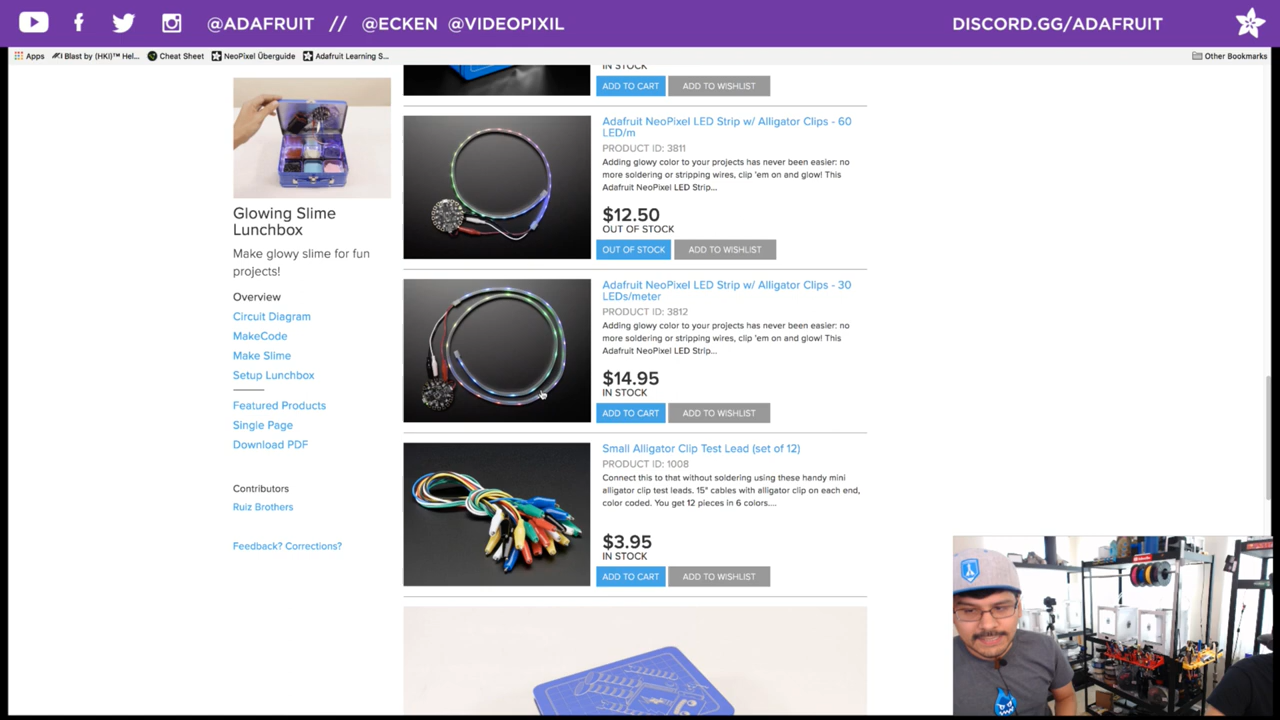 @ADAFRUIT // @ECKEN @VIDEOPIXIL
DISCORD.GG/ADAFRUIT
Apps
Blast by (HKI)™ Hel...
Cheat Sheet
NeoPixel Überguide
Adafruit Learning S...
Other Bookmarks
Glowing Slime
Lunchbox
Make glowy slime for fun
projects!
Overview
Circuit Diagram
MakeCode
Make Slime
Setup Lunchbox
Featured Products
Single Page
Download PDF
Contributors
Ruiz Brothers
Feedback? Corrections?
IN STOCK
ADD TO CART
ADD TO WISHLIST
Adafruit NeoPixel LED Strip w/ Alligator Clips - 60
LED/m
PRODUCT ID: 3811
Adding glowy color to your projects has never been easier: no
more soldering or stripping wires, clip 'em on and glow! This
Adafruit NeoPixel LED Strip...
$12.50
OUT OF STOCK
OUT OF STOCK
ADD TO WISHLIST
Adafruit NeoPixel LED Strip w/ Alligator Clips - 30
LEDs/meter
PRODUCT ID: 3812
Adding glowy color to your projects has never been easier: no
more soldering or stripping wires, clip 'em on and glow! This
Adafruit NeoPixel LED Strip...
$14.95
IN STOCK
ADD TO CART
ADD TO WISHLIST
Small Alligator Clip Test Lead (set of 12)
PRODUCT ID: 1008
Connect this to that without soldering using these handy mini
alligator clip test leads. 15" cables with alligator clip on each end,
color coded. You get 12 pieces in 6 colors....
$3.95
IN STOCK
ADD TO CART
ADD TO WISHLIST